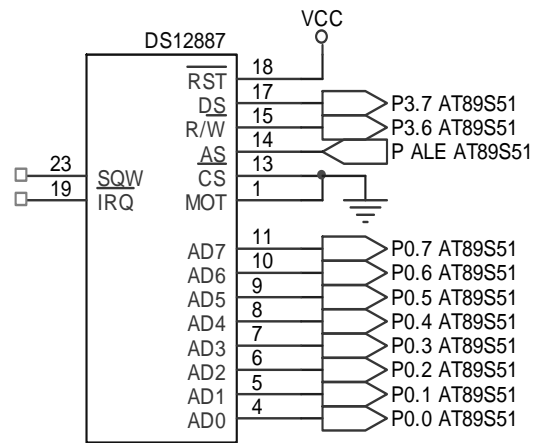 VCC
DS12887
RST 18
DS 17 P3.7 AT89S51
R/W 15 P3.6 AT89S51
AS 14 P ALE AT89S51
23 SQW CS 13
19 IRQ MOT 1
AD7 11 P0.7 AT89S51
AD6 10 P0.6 AT89S51
AD5 9 P0.5 AT89S51
AD4 8 P0.4 AT89S51
AD3 7 P0.3 AT89S51
AD2 6 P0.2 AT89S51
AD1 5 P0.1 AT89S51
AD0 4 P0.0 AT89S51